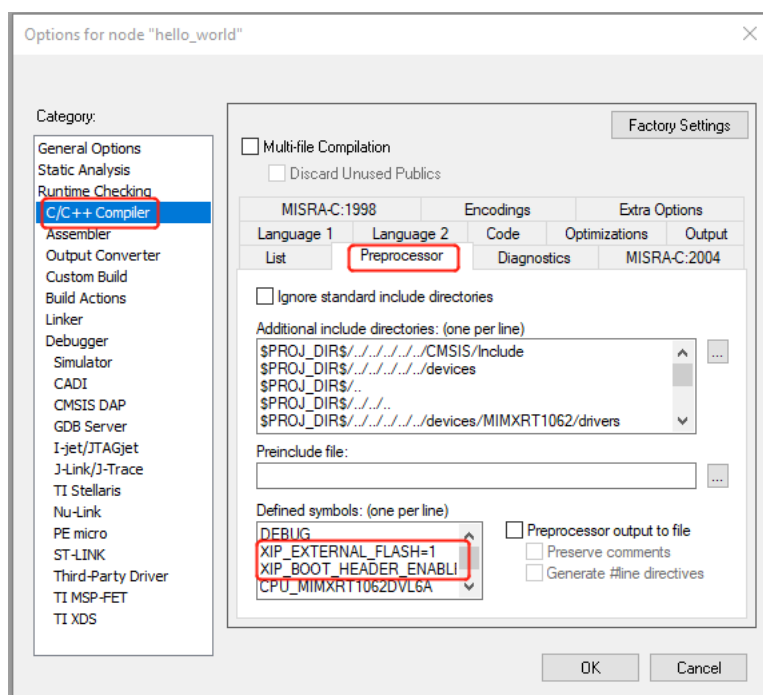 Options for node "hello_world"
Category:
General Options
Static Analysis
Runtime Checking
C/C++ Compiler
Assembler
Output Converter
Custom Build
Build Actions
Linker
Debugger
Simulator
CADI
CMSIS DAP
GDB Server
I-jet/JTAGjet
J-Link/J-Trace
TI Stellaris
Nu-Link
PE micro
ST-LINK
Third-Party Driver
TI MSP-FET
TI XDS
Factory Settings
Multi-file Compilation
Discard Unused Publics
MISRA-C:1998 Encodings Extra Options
Language 1 Language 2 Code Optimizations Output
List Preprocessor Diagnostics MISRA-C:2004
Ignore standard include directories
Additional include directories: (one per line)
$PROJ_DIR$/../../../../../CMSIS/Include
$PROJ_DIR$/../../../../../devices
$PROJ_DIR$/..
$PROJ_DIR$/../../..
$PROJ_DIR$/../../../../../devices/MIMXRT1062/drivers
...
Preinclude file:
...
Defined symbols: (one per line)
DEBUG
XIP_EXTERNAL_FLASH=1
XIP_BOOT_HEADER_ENABLI
CPU_MIMXRT1062DVL6A
Preprocessor output to file
Preserve comments
Generate #line directives
OK Cancel